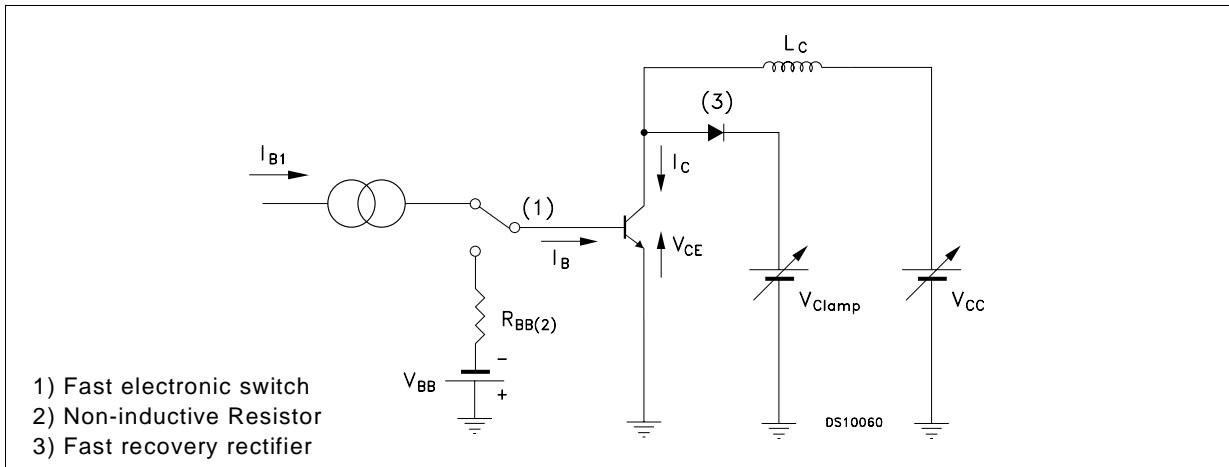 L_C
(3)
I_B1
I_C
(1)
I_B
V_CE
V_Clamp
V_CC
R_BB(2)
–
V_BB
+
DS10060
1) Fast electronic switch
2) Non-inductive Resistor
3) Fast recovery rectifier